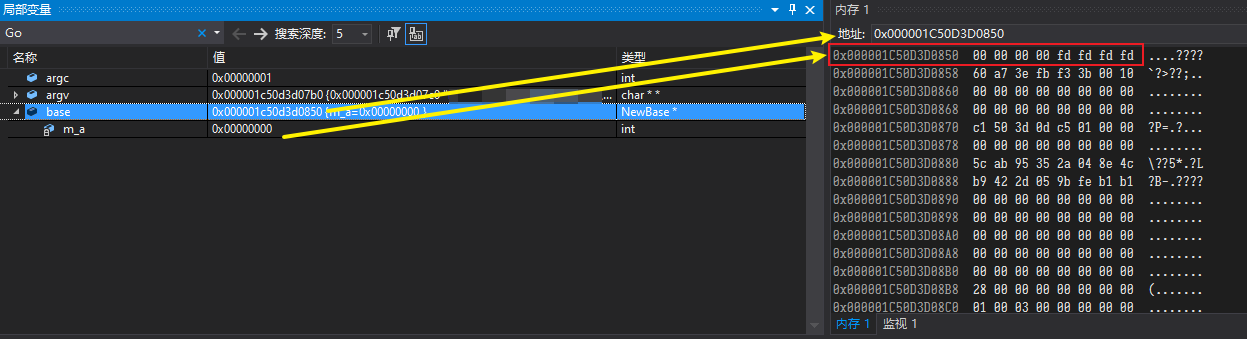 局部变量
Go
搜索深度: 5
名称 值 类型
argc 0x00000001 int
argv 0x000001c50d3d07b0 {0x000001c50d3d07c0 " ... char * *
base 0x000001c50d3d0850 {m_a=0x00000000 } NewBase *
m_a 0x00000000 int
内存 1
地址: 0x000001C50D3D0850
0x000001C50D3D0850 00 00 00 00 fd fd fd fd ....????
0x000001C50D3D0858 60 a7 3e fb f3 3b 00 10 `?>??;..
0x000001C50D3D0860 00 00 00 00 00 00 00 00 ........
0x000001C50D3D0868 00 00 00 00 00 00 00 00 ........
0x000001C50D3D0870 c1 50 3d 0d c5 01 00 00 ?P=.?...
0x000001C50D3D0878 00 00 00 00 00 00 00 00 ........
0x000001C50D3D0880 5c ab 95 35 2a 04 8e 4c \??5*.?L
0x000001C50D3D0888 b9 42 2d 05 9b fe b1 b1 ?B-.????
0x000001C50D3D0890 00 00 00 00 00 00 00 00 ........
0x000001C50D3D0898 00 00 00 00 00 00 00 00 ........
0x000001C50D3D08A0 00 00 00 00 00 00 00 00 ........
0x000001C50D3D08A8 00 00 00 00 00 00 00 00 ........
0x000001C50D3D08B0 00 00 00 00 00 00 00 00 ........
0x000001C50D3D08B8 28 00 00 00 00 00 00 00 (.......
0x000001C50D3D08C0 01 00 03 00 00 00 00 00 ........
内存 1 监视 1